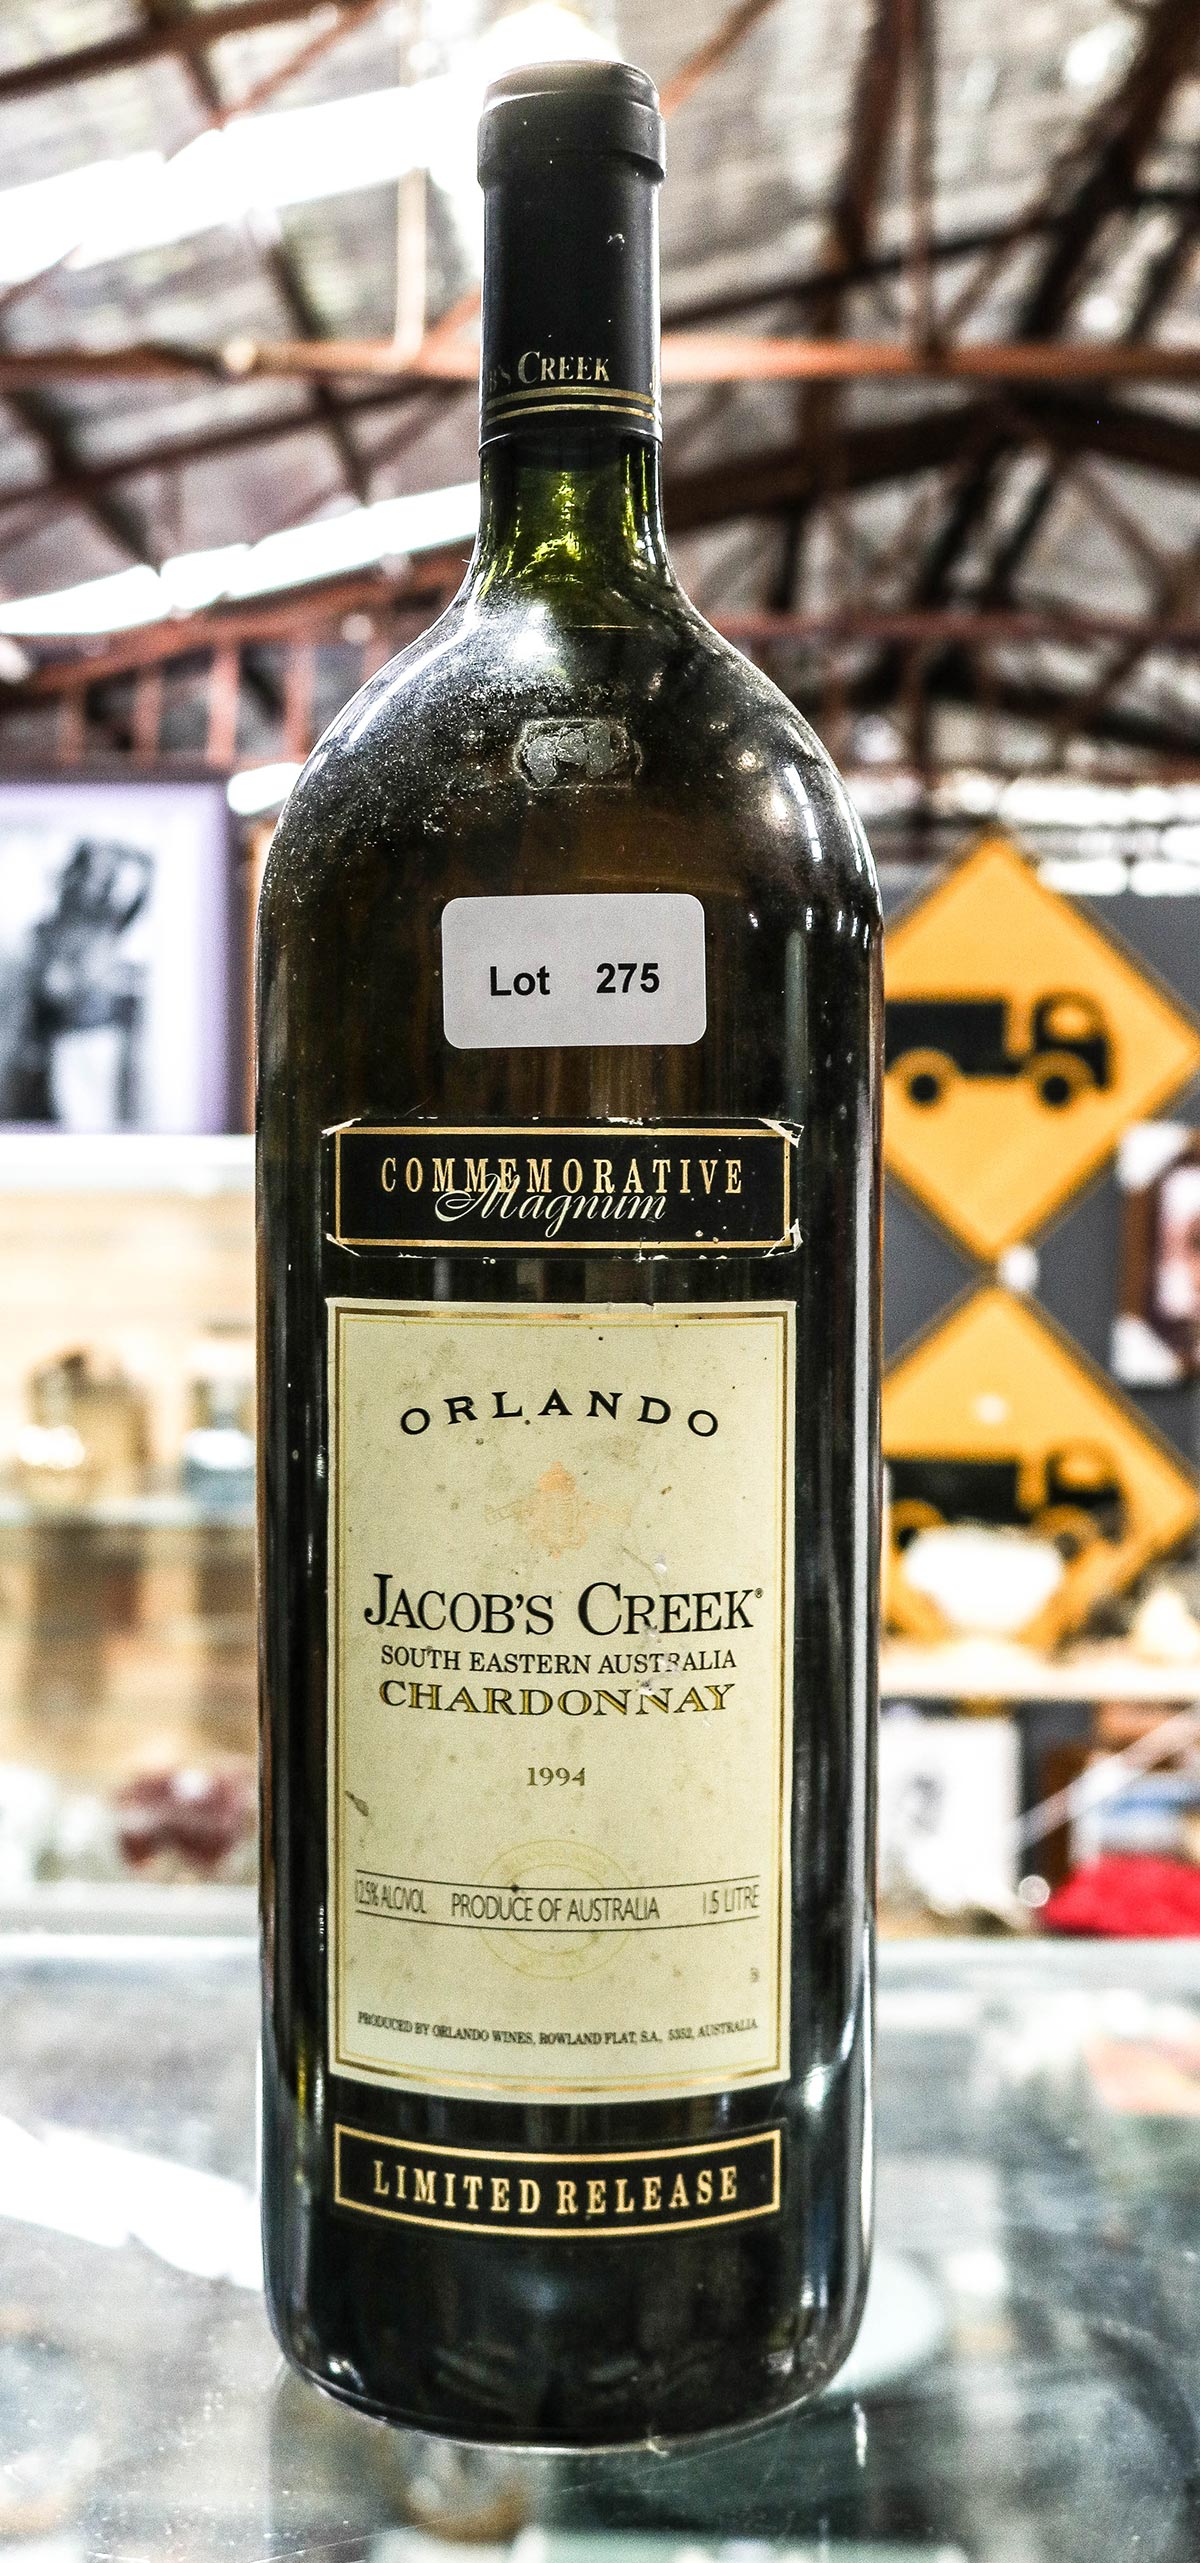 B'S CREEK
Lot 275
COMMEMORATIVE
Magnum
ORLANDO
JACOB'S CREEK®
SOUTH EASTERN AUSTRALIA
CHARDONNAY
1994
12.5% ALC/VOL PRODUCE OF AUSTRALIA 1.5 LITRE
PRODUCED BY ORLANDO WINES, ROWLAND FLAT, S.A., 5352, AUSTRALIA
LIMITED RELEASE